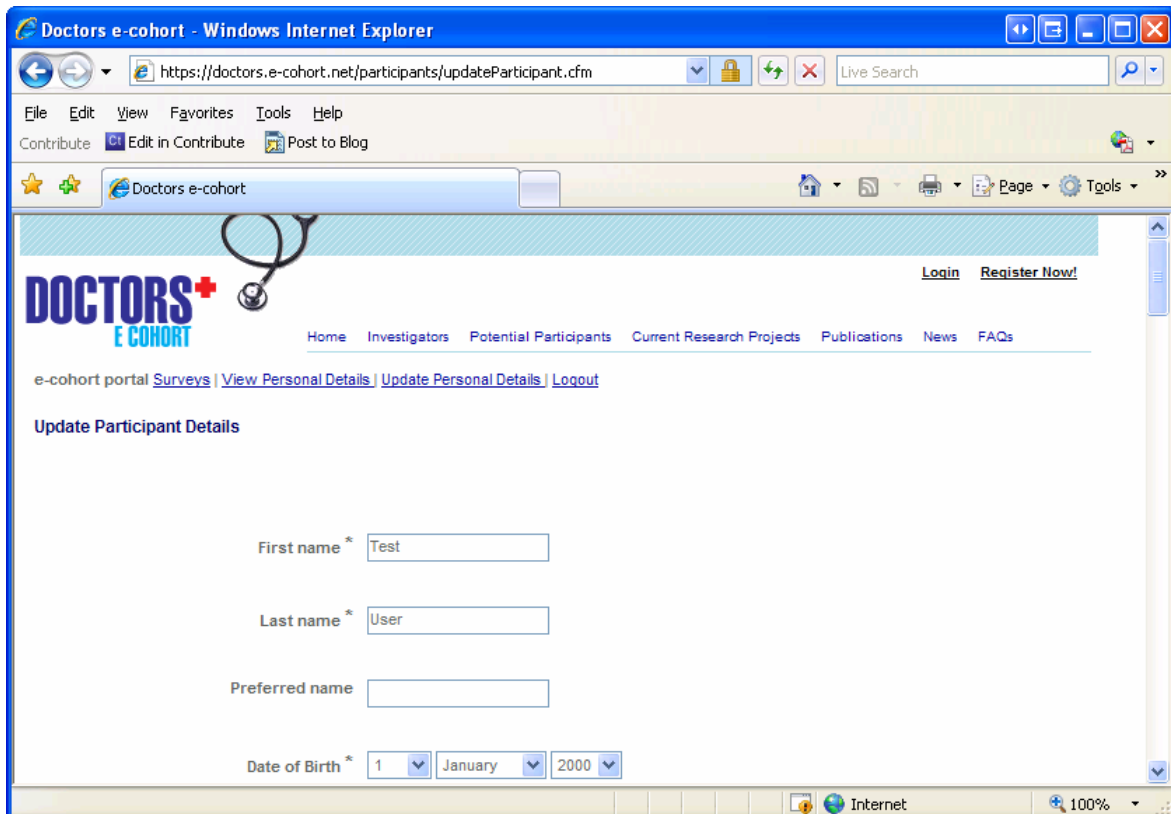 Doctors e-cohort - Windows Internet Explorer
https://doctors.e-cohort.net/participants/updateParticipant.cfm Live Search
File Edit View Favorites Tools Help
Contribute Ct Edit in Contribute Post to Blog
Doctors e-cohort Page Tools »
Login Register Now!
DOCTORS+
E COHORT
Home Investigators Potential Participants Current Research Projects Publications News FAQs
e-cohort portal Surveys | View Personal Details | Update Personal Details | Logout
Update Participant Details
First name * Test
Last name * User
Preferred name
Date of Birth * 1 January 2000
Internet 100%